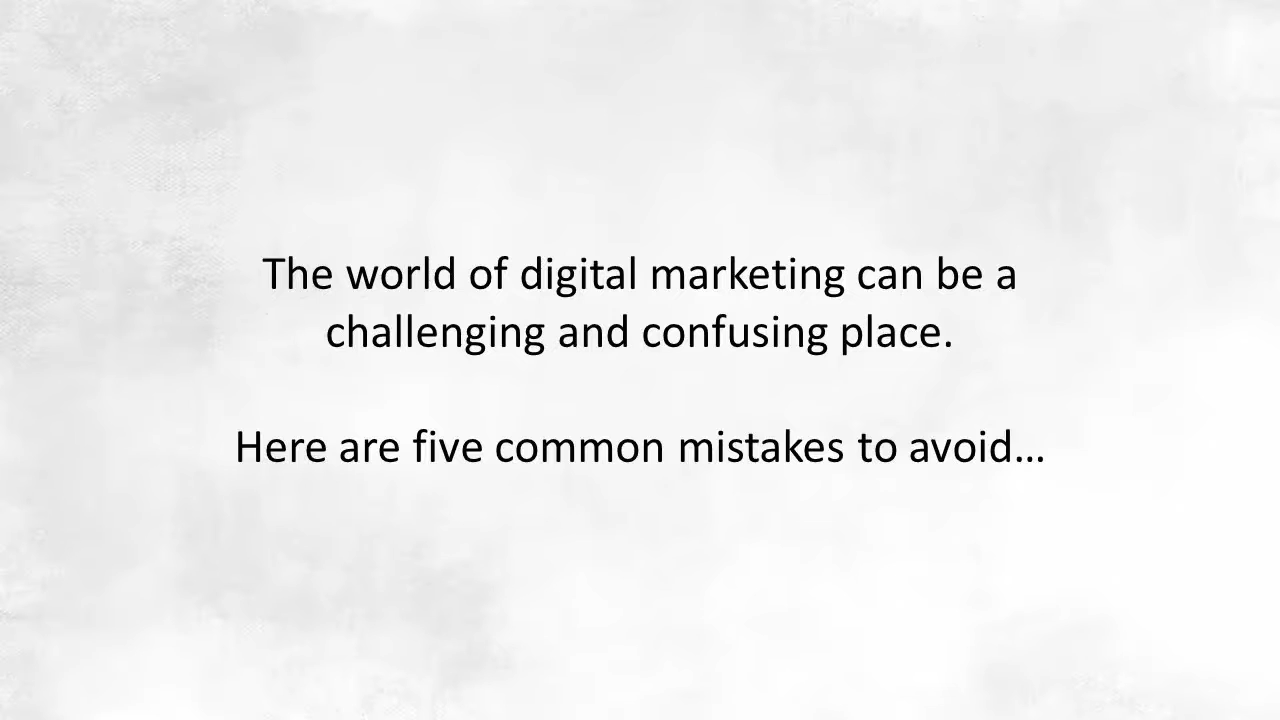 The world of digital marketing can be a
challenging and confusing place.
Here are five common mistakes to avoid…